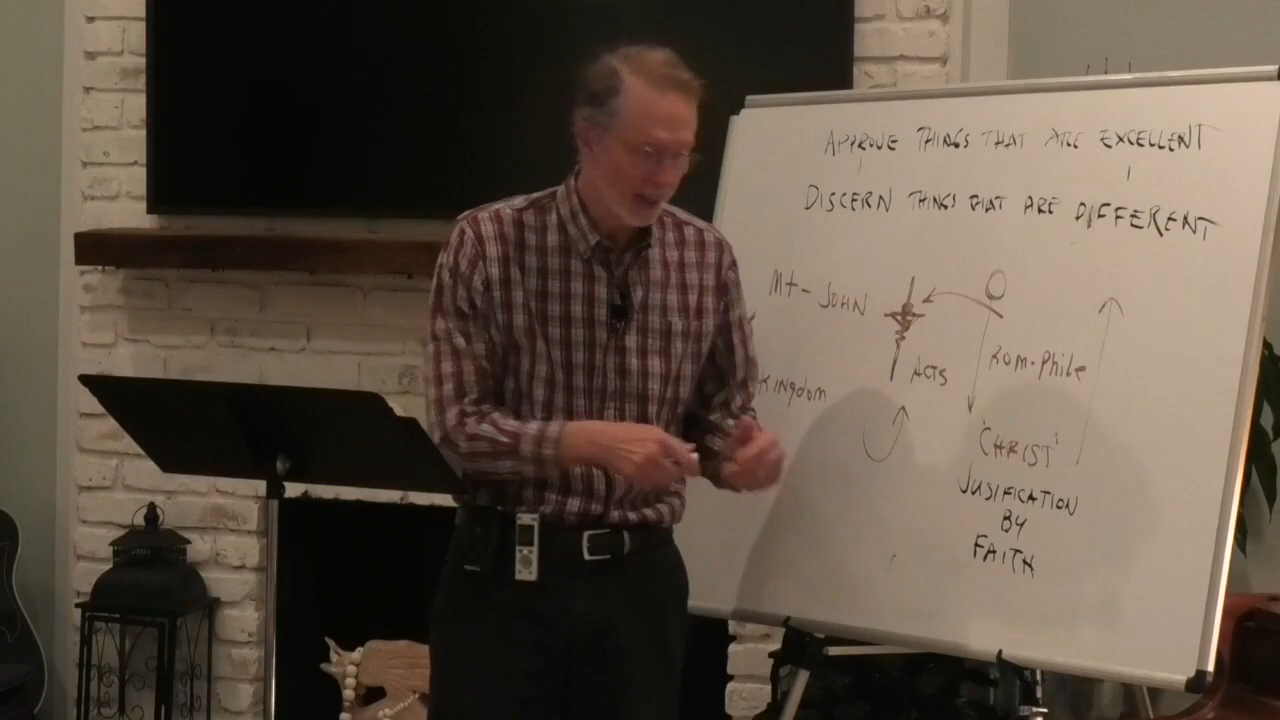 APPROVE THINGS THAT ARE EXCELLENT
DISCERN THINGS THAT ARE DIFFERENT
Mt - JOHN
ACTS
ROM-Phile
Kingdom
'CHRIST'
JUSIFICATION
BY
FAITH